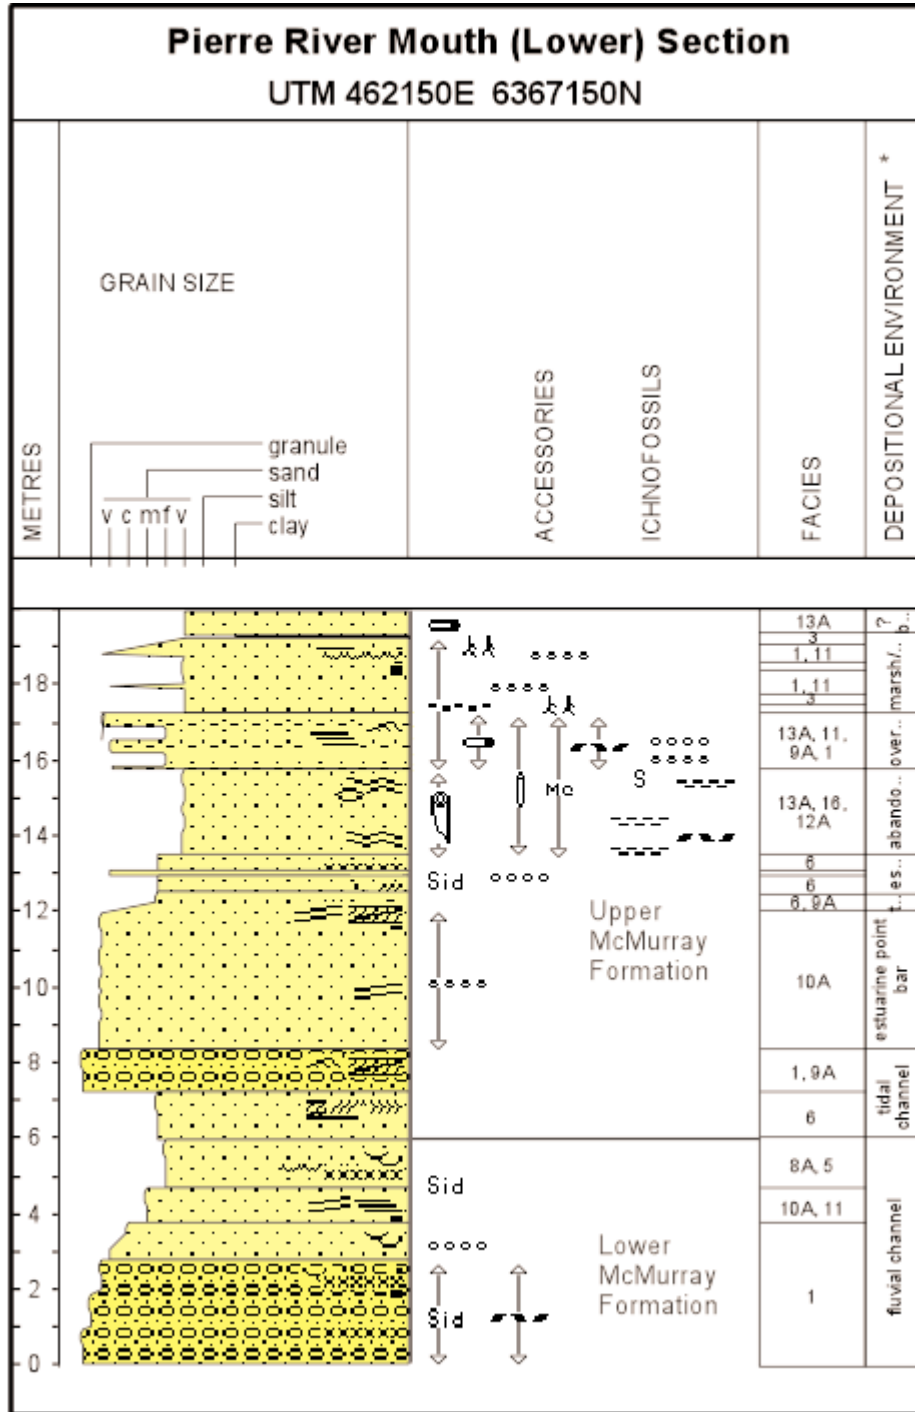 Pierre River Mouth (Lower) Section
UTM 462150E 6367150N
METRES
GRAIN SIZE
granule
sand
silt
clay
v c m f v
ACCESSORIES
ICHNOFOSSILS
FACIES
DEPOSITIONAL ENVIRONMENT *
18
16
14
12
10
8
6
4
2
0
S
Mc
Sid
Upper
McMurray
Formation
Sid
Lower
McMurray
Formation
Sid
13A
3
1, 11
1, 11
3
13A, 11,
9A, 1
13A, 16,
12A
6
6
6, 9A
10A
1, 9A
6
8A, 5
10A, 11
1
?
b...
marsh/..
over..
abando..
es..
t...
estuarine point
bar
tidal
channel
fluvial channel